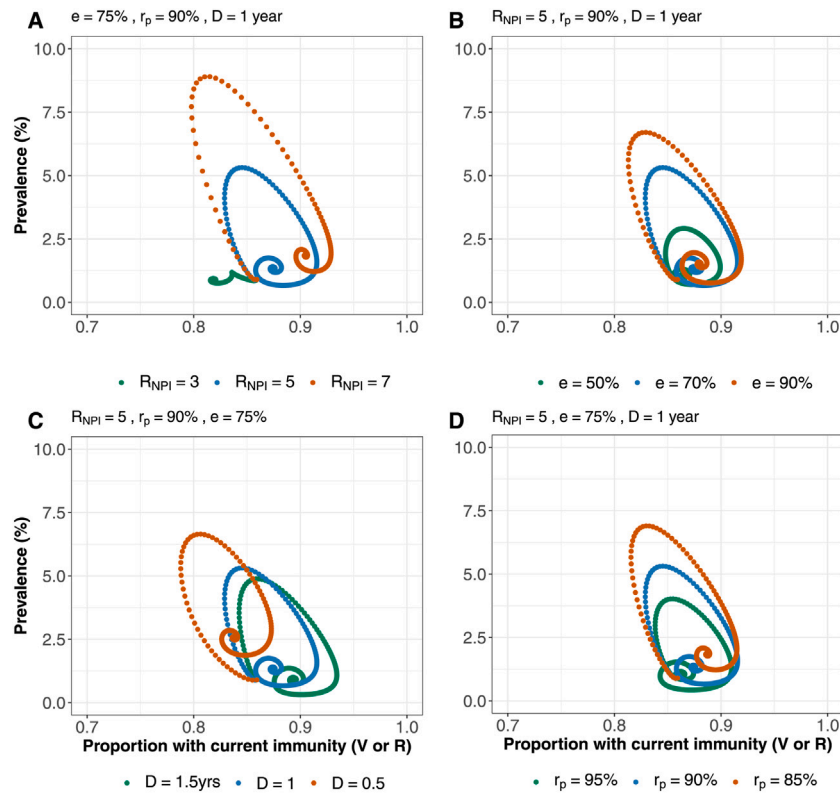 A
e = 75% , rp = 90% , D = 1 year
10.0
7.5
5.0
2.5
0.0
Prevalence (%)
0.7 0.8 0.9 1.0
RNPI = 3 RNPI = 5 RNPI = 7
B
RNPI = 5 , rp = 90% , D = 1 year
10.0
7.5
5.0
2.5
0.0
0.7 0.8 0.9 1.0
e = 50% e = 70% e = 90%
C
RNPI = 5 , rp = 90% , e = 75%
10.0
7.5
5.0
2.5
0.0
Prevalence (%)
0.7 0.8 0.9 1.0
Proportion with current immunity (V or R)
D = 1.5yrs D = 1 D = 0.5
D
RNPI = 5 , e = 75% , D = 1 year
10.0
7.5
5.0
2.5
0.0
0.7 0.8 0.9 1.0
Proportion with current immunity (V or R)
rp = 95% rp = 90% rp = 85%